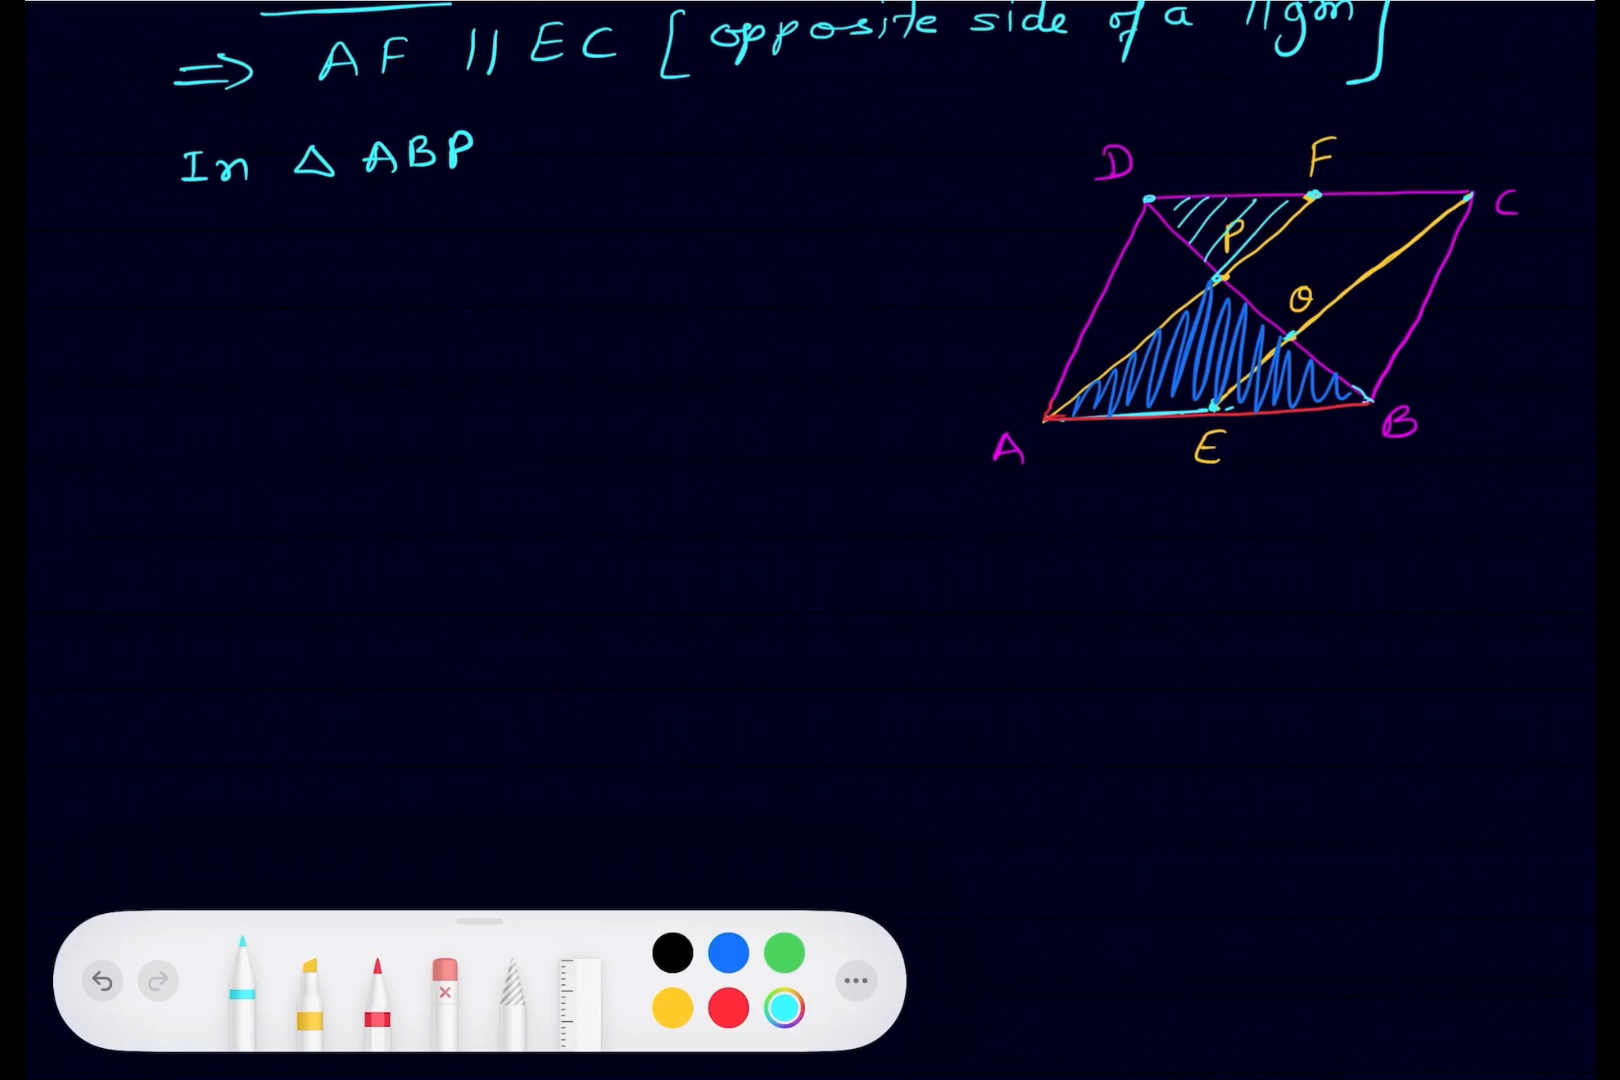 ⇒ AF || EC [opposite side of a ||gm]
In △ ABP
D
F
C
P
Q
A
E
B